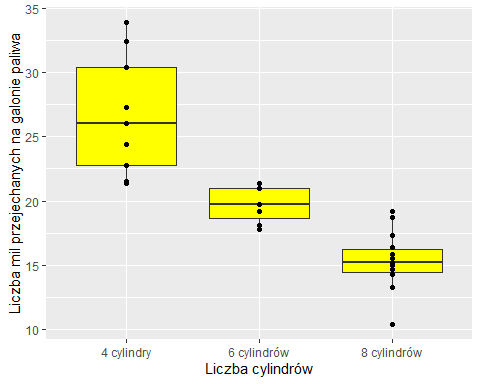 Liczba mil przejechanych na galonie paliwa
35
30
25
20
15
10
4 cylindry
6 cylindrów
8 cylindrów
Liczba cylindrów